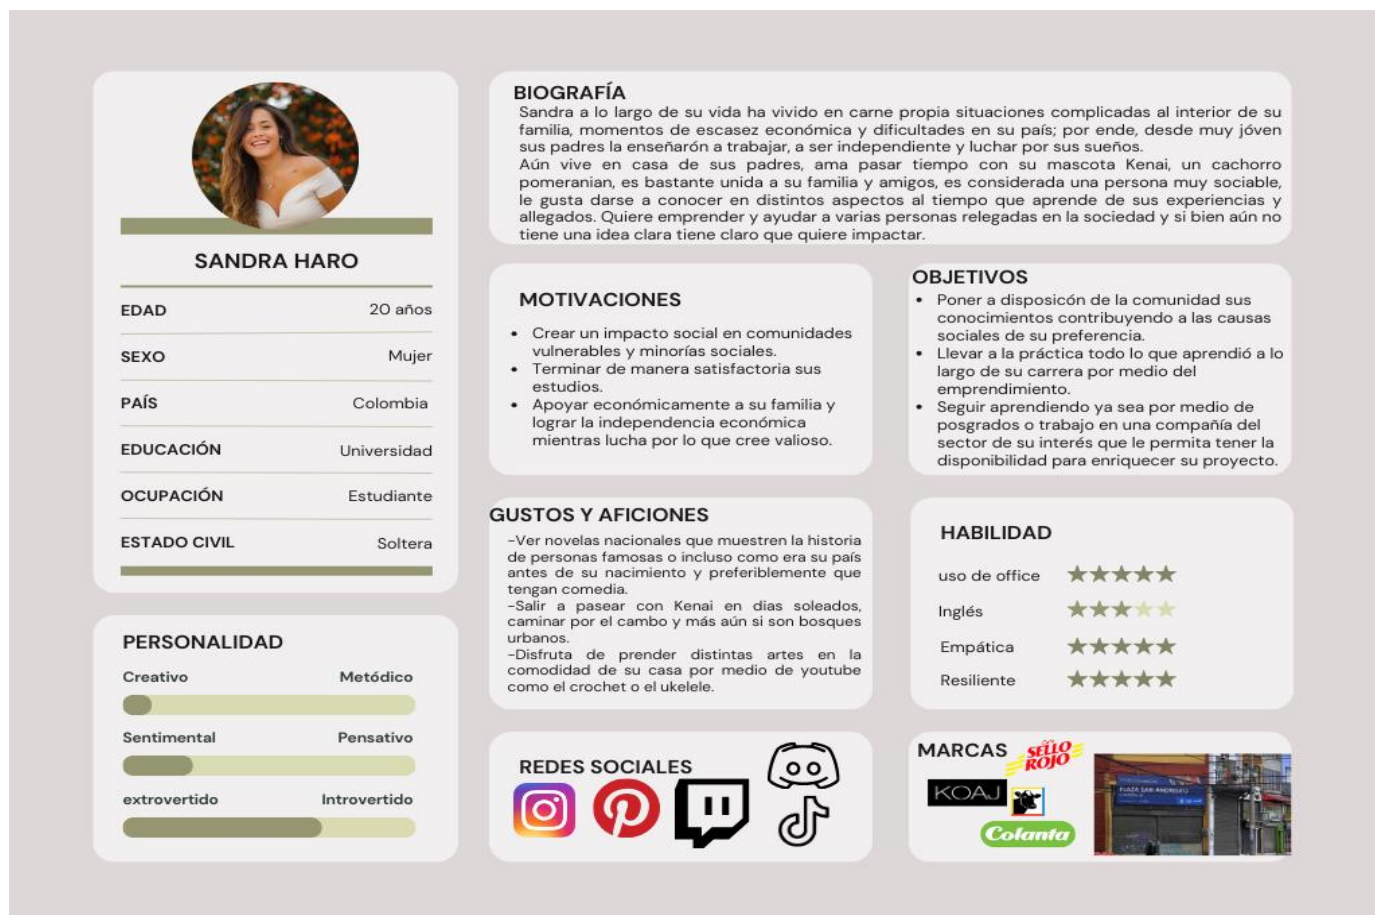 SANDRA HARO
EDAD 20 años
SEXO Mujer
PAÍS Colombia
EDUCACIÓN Universidad
OCUPACIÓN Estudiante
ESTADO CIVIL Soltera
PERSONALIDAD
Creativo Metódico
Sentimental Pensativo
extrovertido Introvertido
BIOGRAFÍA
Sandra a lo largo de su vida ha vivido en carne propia situaciones complicadas al interior de su
familia, momentos de escasez económica y dificultades en su país; por ende, desde muy jóven
sus padres la enseñarón a trabajar, a ser independiente y luchar por sus sueños.
Aún vive en casa de sus padres, ama pasar tiempo con su mascota Kenai, un cachorro
pomeranian, es bastante unida a su familia y amigos, es considerada una persona muy sociable,
le gusta darse a conocer en distintos aspectos al tiempo que aprende de sus experiencias y
allegados. Quiere emprender y ayudar a varias personas relegadas en la sociedad y si bien aún no
tiene una idea clara tiene claro que quiere impactar.
MOTIVACIONES
• Crear un impacto social en comunidades
vulnerables y minorías sociales.
• Terminar de manera satisfactoria sus
estudios.
• Apoyar económicamente a su familia y
lograr la independencia económica
mientras lucha por lo que cree valioso.
OBJETIVOS
• Poner a disposicón de la comunidad sus
conocimientos contribuyendo a las causas
sociales de su preferencia.
• Llevar a la práctica todo lo que aprendió a lo
largo de su carrera por medio del
emprendimiento.
• Seguir aprendiendo ya sea por medio de
posgrados o trabajo en una compañía del
sector de su interés que le permita tener la
disponibilidad para enriquecer su proyecto.
GUSTOS Y AFICIONES
-Ver novelas nacionales que muestren la historia
de personas famosas o incluso como era su país
antes de su nacimiento y preferiblemente que
tengan comedia.
-Salir a pasear con Kenai en dias soleados,
caminar por el cambo y más aún si son bosques
urbanos.
-Disfruta de prender distintas artes en la
comodidad de su casa por medio de youtube
como el crochet o el ukelele.
HABILIDAD
uso de office
Inglés
Empática
Resiliente
REDES SOCIALES
MARCAS
SELLO
ROJO
KOAJ
Colanta
PLAZA SAN ANDRESITO